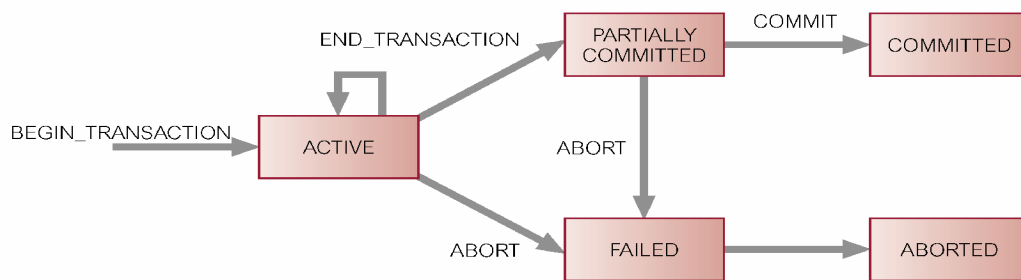 COMMIT
PARTIALLY
COMMITTED
COMMITTED
END_TRANSACTION
BEGIN_TRANSACTION
ACTIVE
ABORT
ABORT
FAILED
ABORTED